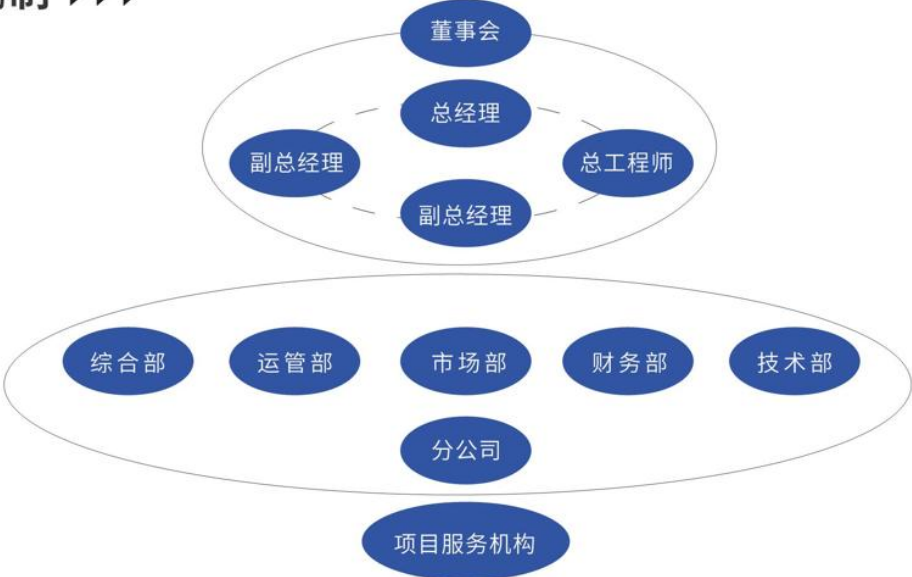 制
董事会
总经理
副总经理
总工程师
副总经理
综合部
运管部
市场部
财务部
技术部
分公司
项目服务机构